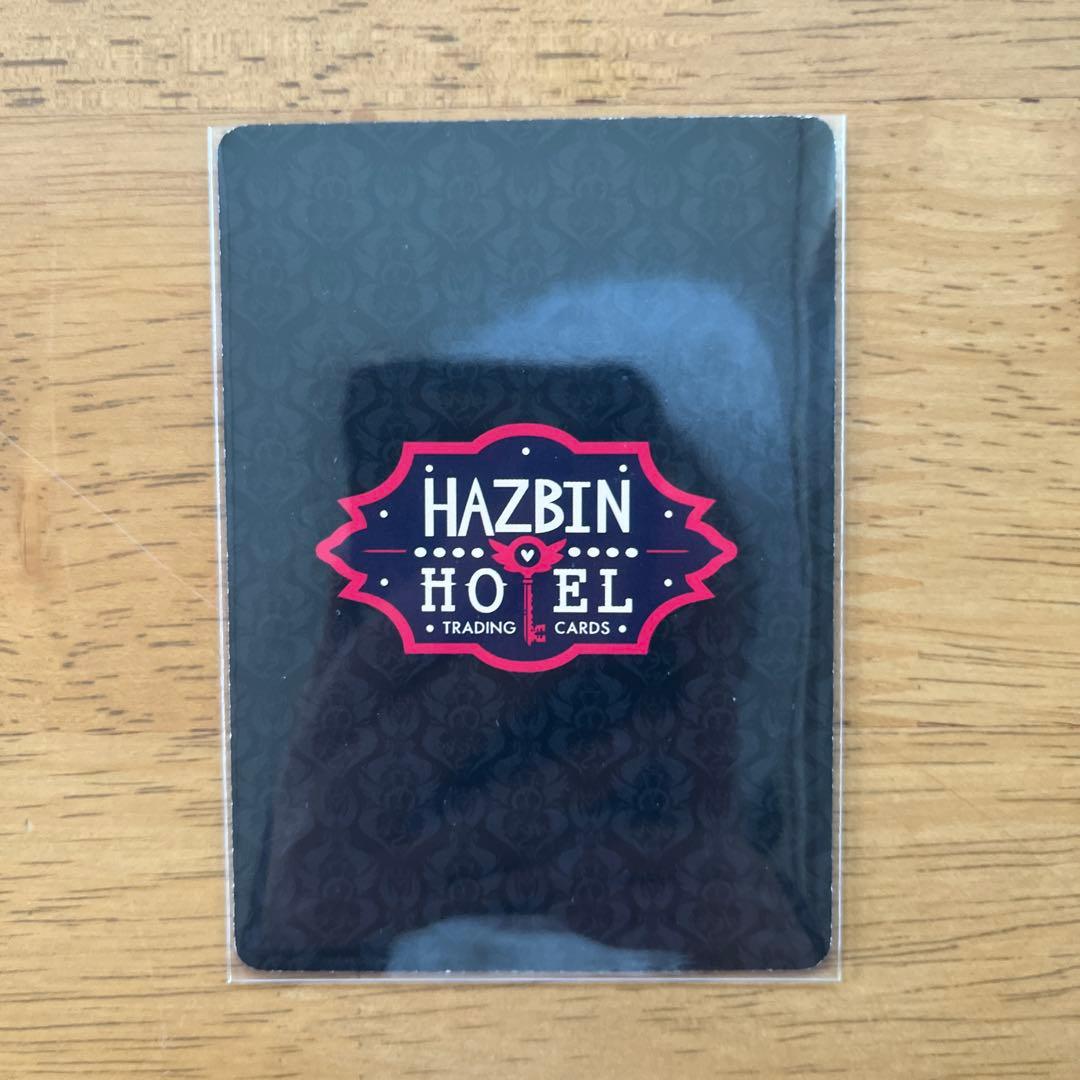 HAZBIN
HOTEL
• TRADING CARDS •